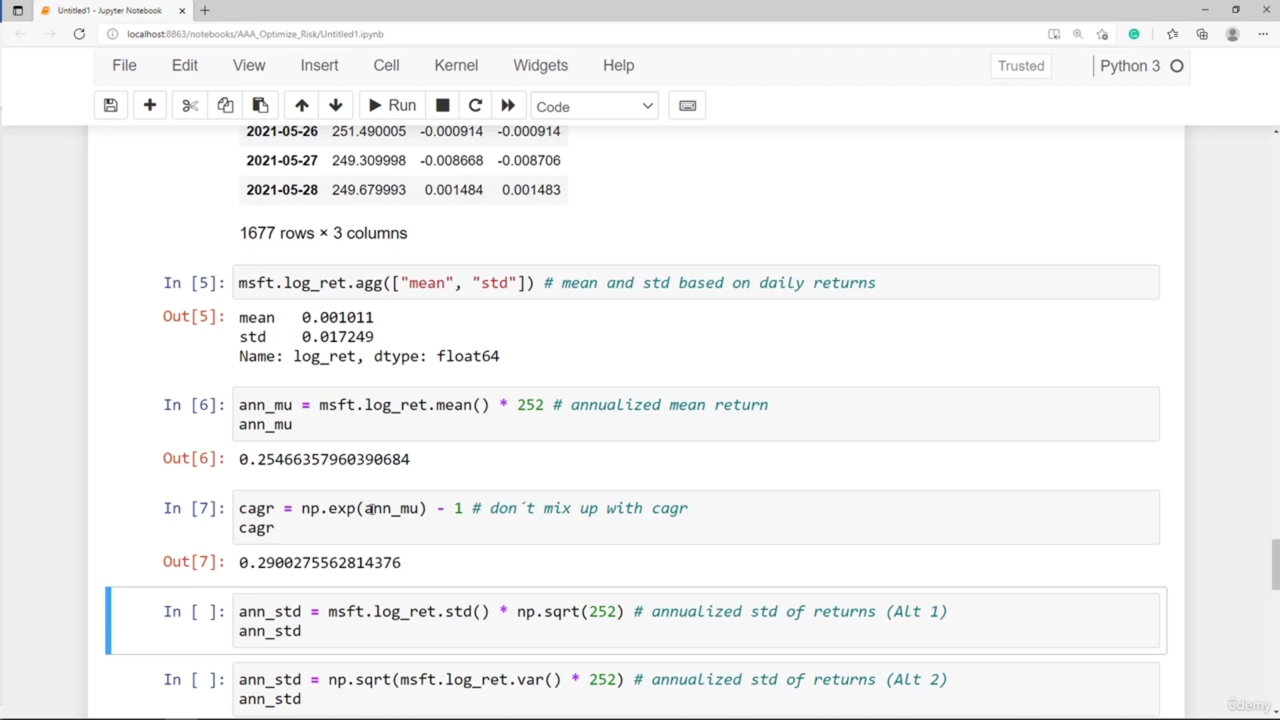 Untitled1 - Jupyter Notebook
localhost:8863/notebooks/AAA_Optimize_Risk/Untitled1.ipynb
File Edit View Insert Cell Kernel Widgets Help Trusted Python 3
Run Code
2021-05-26 251.490005 -0.000914 -0.000914
2021-05-27 249.309998 -0.008668 -0.008706
2021-05-28 249.679993 0.001484 0.001483
1677 rows × 3 columns
In [5]: msft.log_ret.agg(["mean", "std"]) # mean and std based on daily returns
Out[5]: mean 0.001011
std 0.017249
Name: log_ret, dtype: float64
In [6]: ann_mu = msft.log_ret.mean() * 252 # annualized mean return
ann_mu
Out[6]: 0.25466357960390684
In [7]: cagr = np.exp(ann_mu) - 1 # don´t mix up with cagr
cagr
Out[7]: 0.2900275562814376
In [ ]: ann_std = msft.log_ret.std() * np.sqrt(252) # annualized std of returns (Alt 1)
ann_std
In [ ]: ann_std = np.sqrt(msft.log_ret.var() * 252) # annualized std of returns (Alt 2)
ann_std
ûdemy